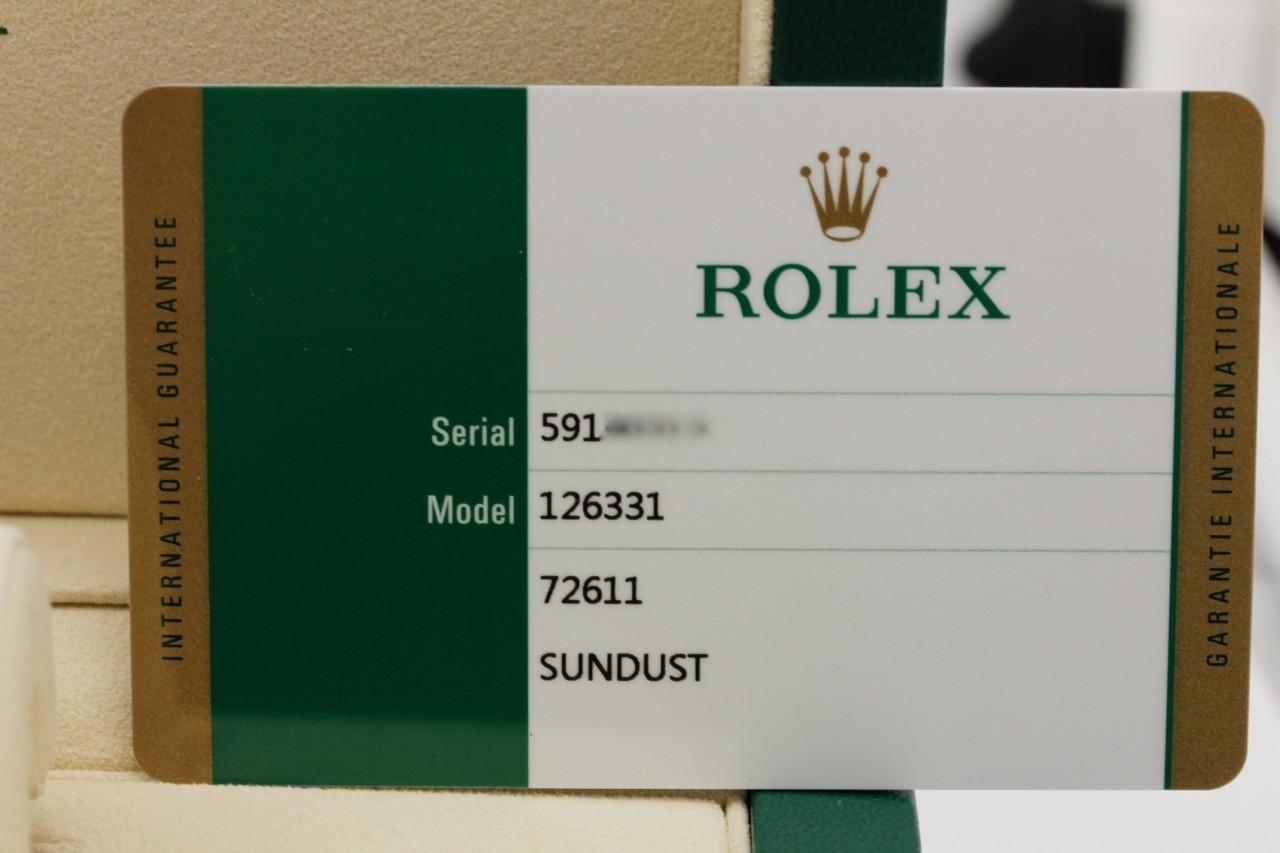 INTERNATIONAL GUARANTEE
ROLEX
Serial 591
Model 126331
72611
SUNDUST
GARANTIE INTERNATIONALE